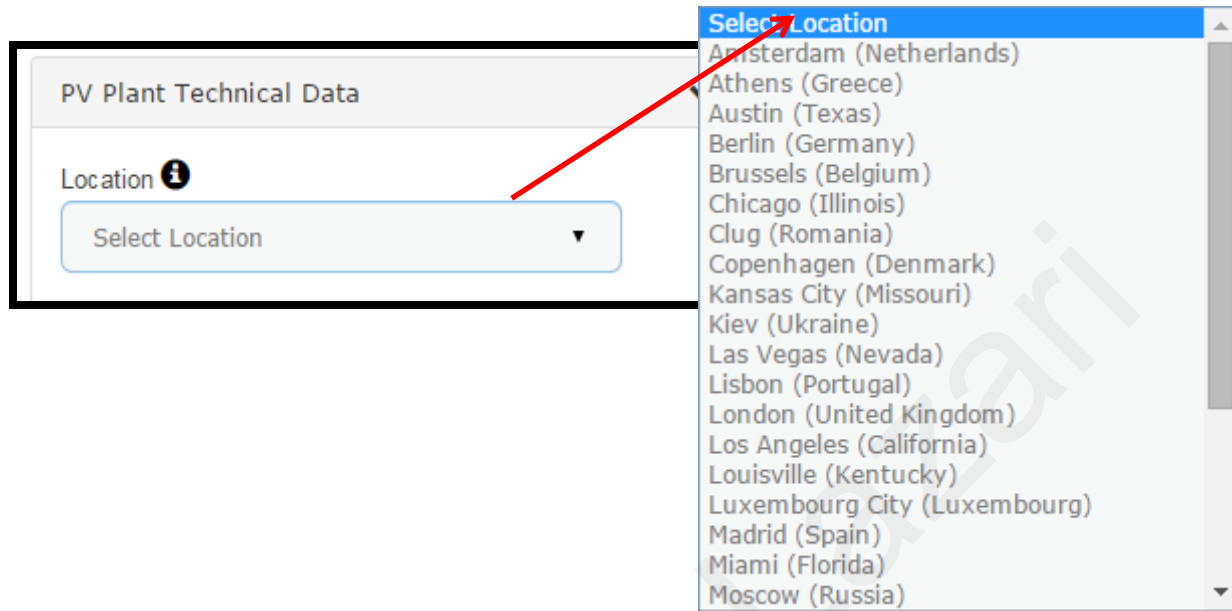 PV Plant Technical Data
Location
Select Location
Select Location
Amsterdam (Netherlands)
Athens (Greece)
Austin (Texas)
Berlin (Germany)
Brussels (Belgium)
Chicago (Illinois)
Clug (Romania)
Copenhagen (Denmark)
Kansas City (Missouri)
Kiev (Ukraine)
Las Vegas (Nevada)
Lisbon (Portugal)
London (United Kingdom)
Los Angeles (California)
Louisville (Kentucky)
Luxembourg City (Luxembourg)
Madrid (Spain)
Miami (Florida)
Moscow (Russia)